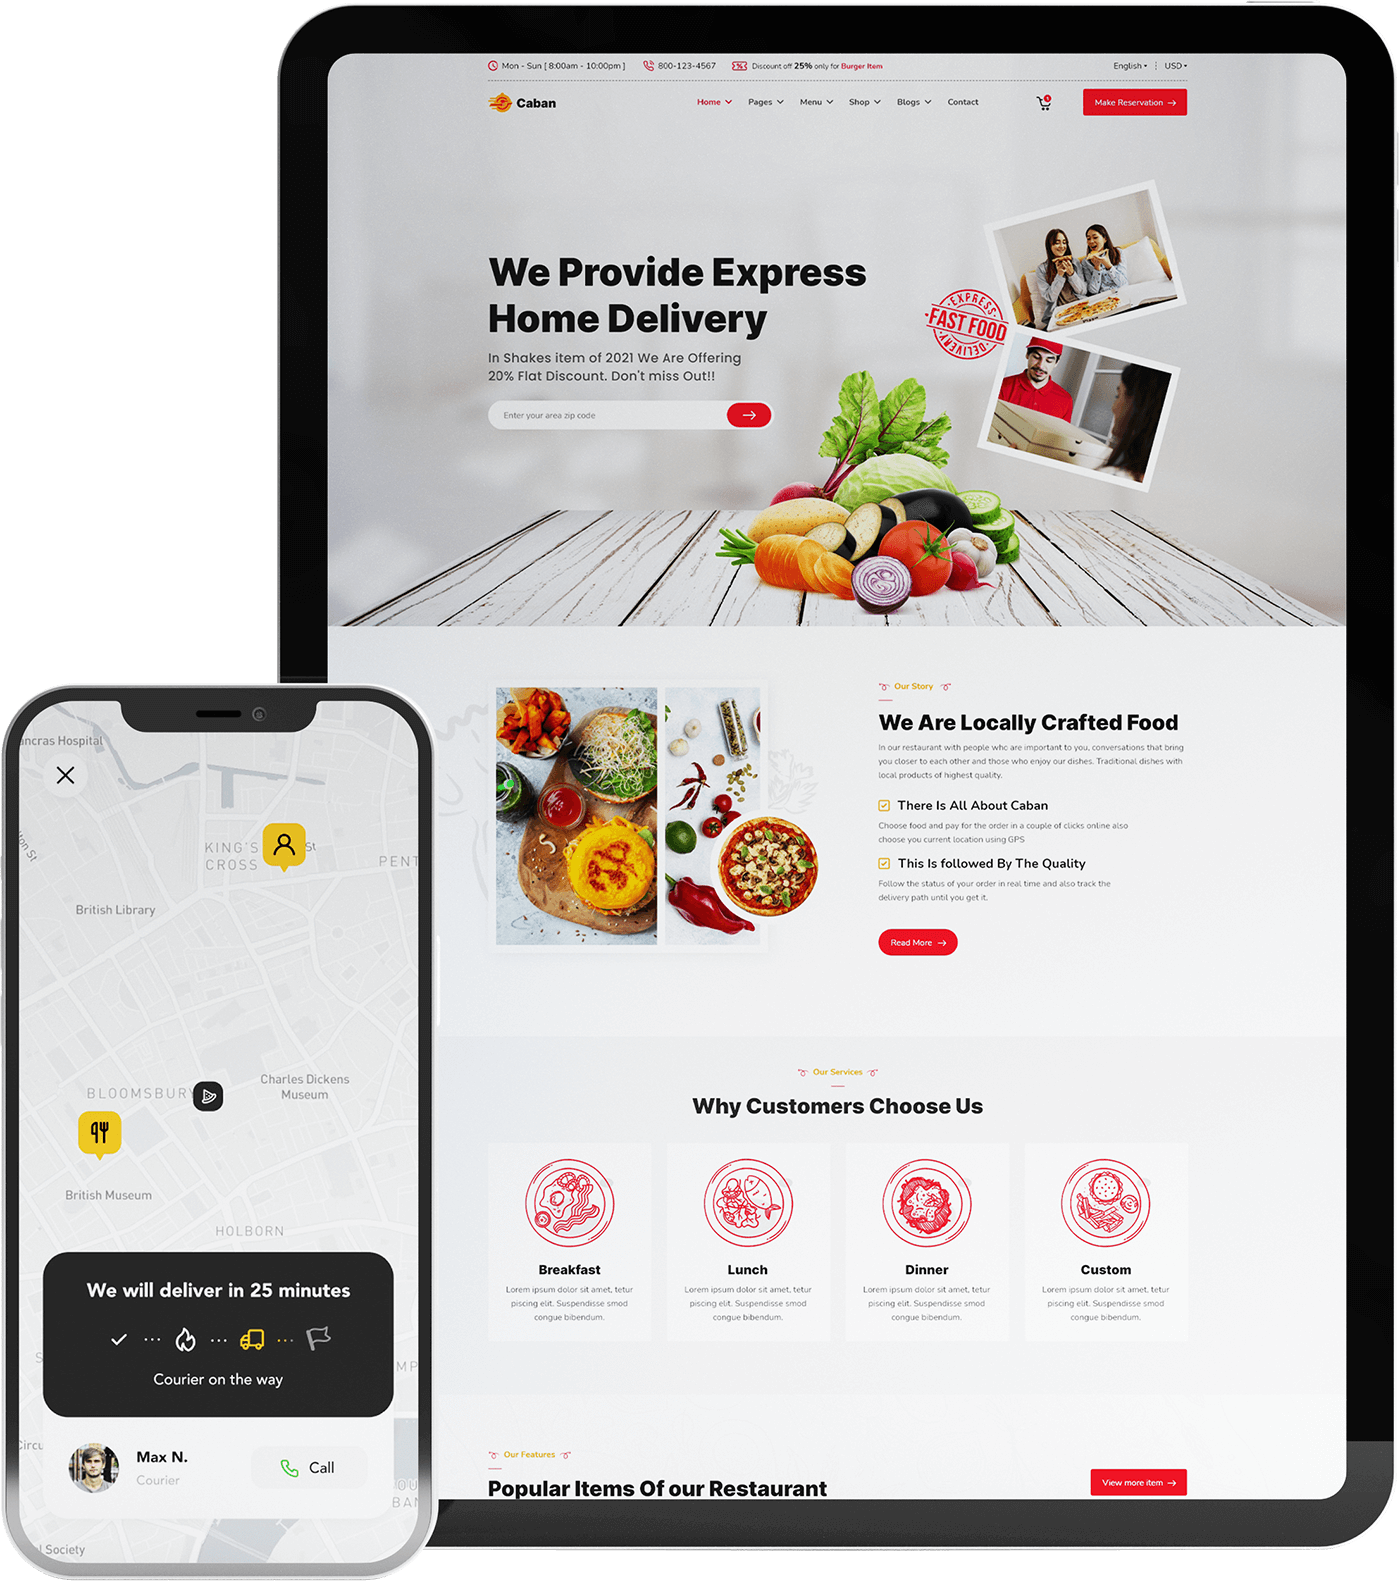 Mon - Sun [ 8:00am - 10:00pm ]
800-123-4567
Discount off 25% only for Burger Item
English
USD
Caban
Home
Pages
Menu
Shop
Blogs
Contact
1
Make Reservation
We Provide Express
Home Delivery
In Shakes item of 2021 We Are Offering
20% Flat Discount. Don't miss Out!!
Enter your area zip code
EXPRESS
FAST FOOD
DELIVERY
Our Story
We Are Locally Crafted Food
In our restaurant with people who are important to you, conversations that bring
you closer to each other and those who enjoy our dishes. Traditional dishes with
local products of highest quality.
There Is All About Caban
Choose food and pay for the order in a couple of clicks online also
choose you current location using GPS
This Is followed By The Quality
Follow the status of your order in real time and also track the
delivery path until you get it.
Read More
Our Services
Why Customers Choose Us
Breakfast
Lorem ipsum dolor sit amet, tetur
piscing elit. Suspendisse smod
congue bibendum.
Lunch
Lorem ipsum dolor sit amet, tetur
piscing elit. Suspendisse smod
congue bibendum.
Dinner
Lorem ipsum dolor sit amet, tetur
piscing elit. Suspendisse smod
congue bibendum.
Custom
Lorem ipsum dolor sit amet, tetur
piscing elit. Suspendisse smod
congue bibendum.
Our Features
Popular Items Of our Restaurant
View more item
ancras Hospital
KING'S
CROSS
St
PENT
on St
British Library
BLOOMSBURY
Charles Dickens
Museum
British Museum
HOLBORN
We will deliver in 25 minutes
Courier on the way
MP
Circu
Max N.
Courier
Call
OU
BAN
l Society